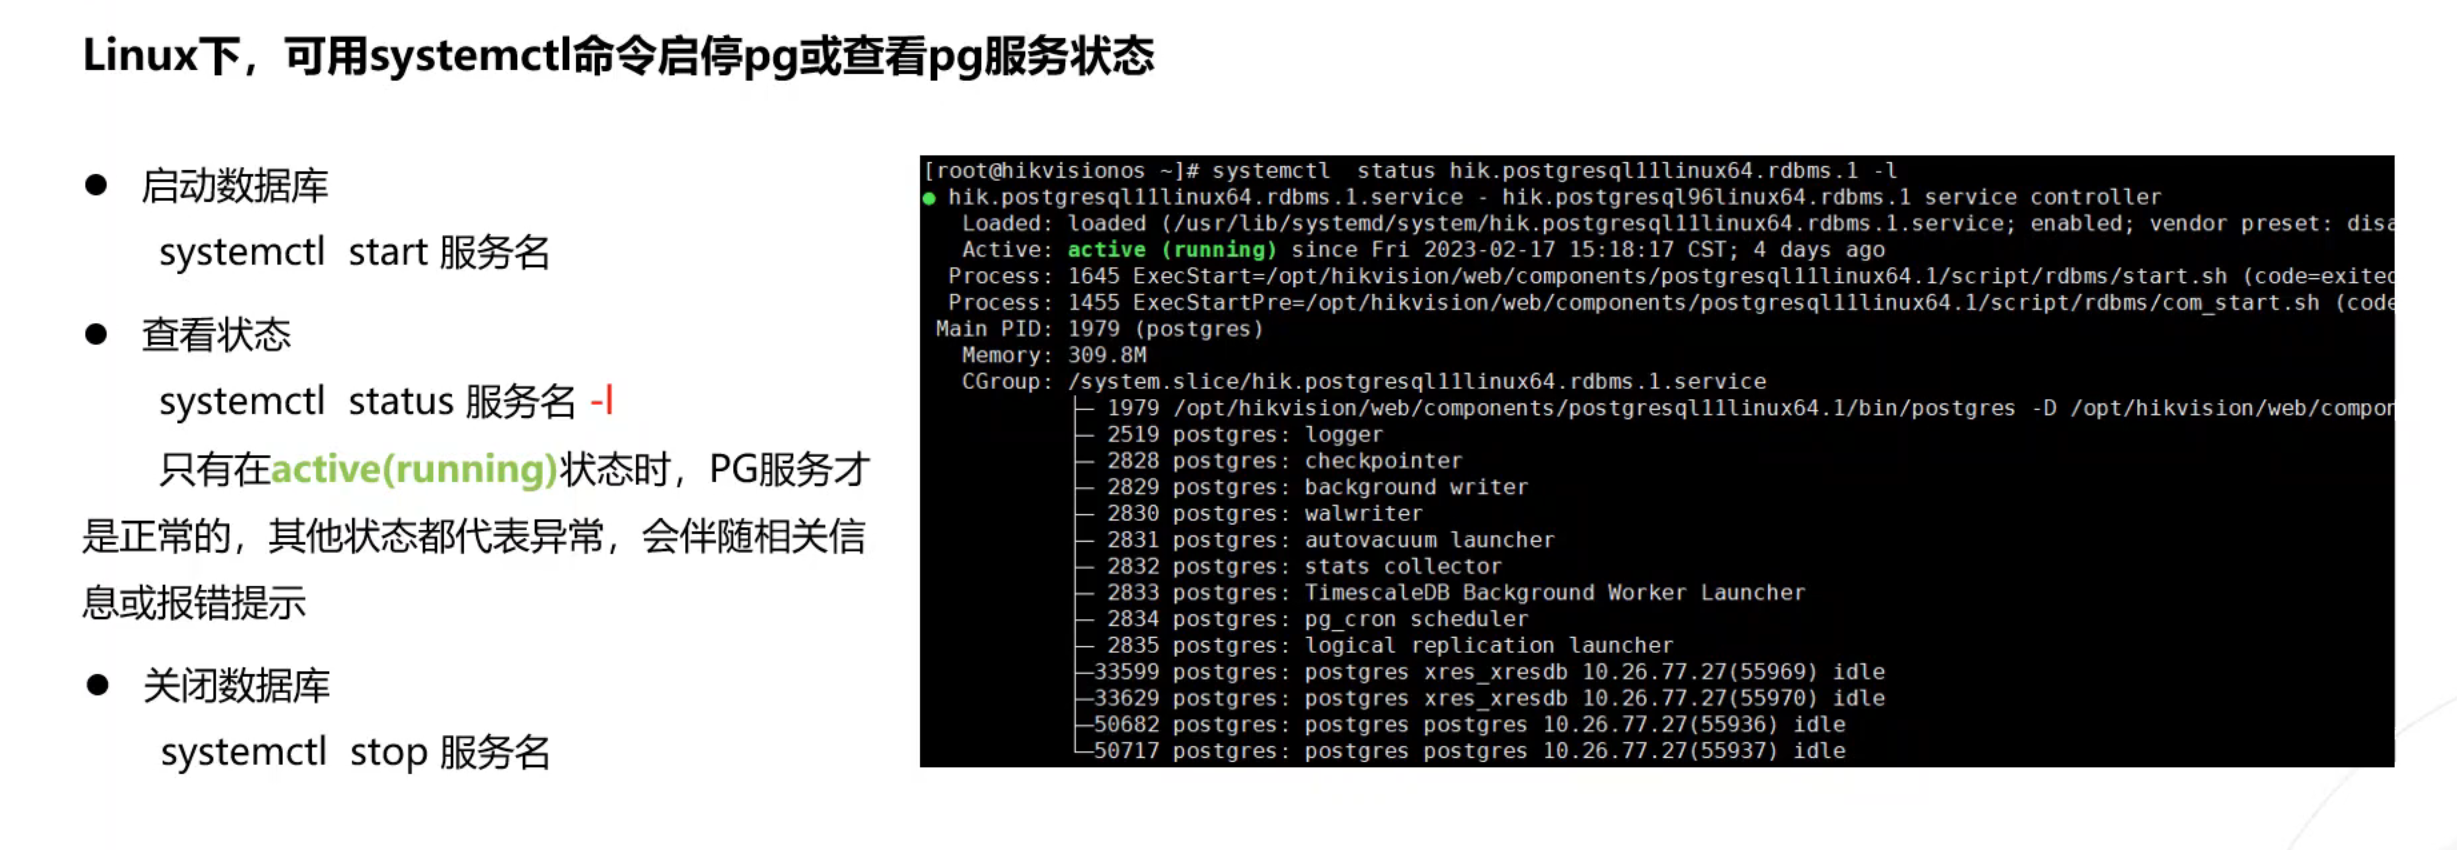 Linux下，可用systemctl命令启停pg或查看pg服务状态
● 启动数据库
systemctl start 服务名
● 查看状态
systemctl status 服务名 -l
只有在active(running)状态时，PG服务才
是正常的，其他状态都代表异常，会伴随相关信
息或报错提示
● 关闭数据库
systemctl stop 服务名
[root@hikvisionos ~]# systemctl  status hik.postgresql11linux64.rdbms.1 -l
● hik.postgresql11linux64.rdbms.1.service - hik.postgresql96linux64.rdbms.1 service controller
Loaded: loaded (/usr/lib/systemd/system/hik.postgresql11linux64.rdbms.1.service; enabled; vendor preset: disa
Active: active (running) since Fri 2023-02-17 15:18:17 CST; 4 days ago
Process: 1645 ExecStart=/opt/hikvision/web/components/postgresql11linux64.1/script/rdbms/start.sh (code=exited
Process: 1455 ExecStartPre=/opt/hikvision/web/components/postgresql11linux64.1/script/rdbms/com_start.sh (code
Main PID: 1979 (postgres)
Memory: 309.8M
CGroup: /system.slice/hik.postgresql11linux64.rdbms.1.service
├─ 1979 /opt/hikvision/web/components/postgresql11linux64.1/bin/postgres -D /opt/hikvision/web/compon
├─ 2519 postgres: logger
├─ 2828 postgres: checkpointer
├─ 2829 postgres: background writer
├─ 2830 postgres: walwriter
├─ 2831 postgres: autovacuum launcher
├─ 2832 postgres: stats collector
├─ 2833 postgres: TimescaleDB Background Worker Launcher
├─ 2834 postgres: pg_cron scheduler
├─ 2835 postgres: logical replication launcher
├─33599 postgres: postgres xres_xresdb 10.26.77.27(55969) idle
├─33629 postgres: postgres xres_xresdb 10.26.77.27(55970) idle
├─50682 postgres: postgres postgres 10.26.77.27(55936) idle
└─50717 postgres: postgres postgres 10.26.77.27(55937) idle